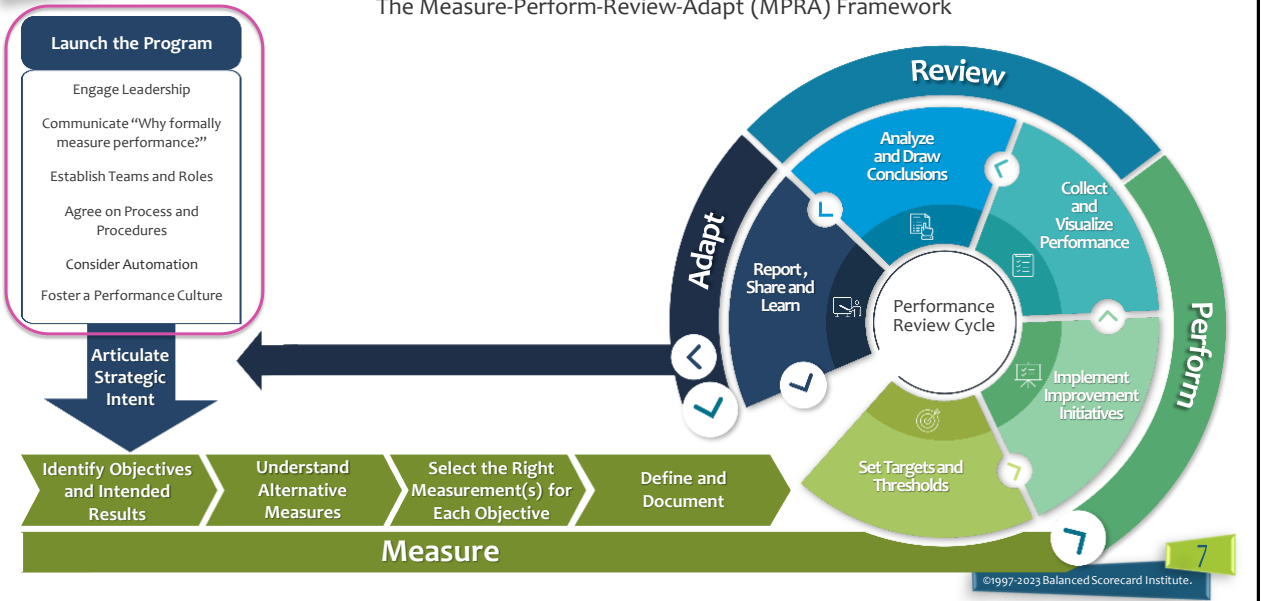 The Measure-Perform-Review-Adapt (MPRA) Framework
Launch the Program
Engage Leadership
Communicate “Why formally
measure performance?”
Establish Teams and Roles
Agree on Process and
Procedures
Consider Automation
Foster a Performance Culture
Articulate
Strategic
Intent
Identify Objectives
and Intended
Results
Understand
Alternative
Measures
Select the Right
Measurement(s) for
Each Objective
Define and
Document
Measure
Set Targets and
Thresholds
Implement
Improvement
Initiatives
Perform
Collect
and
Visualize
Performance
Review
Analyze
and Draw
Conclusions
Adapt
Report,
Share and
Learn
Performance
Review Cycle
7
©1997-2023 Balanced Scorecard Institute.